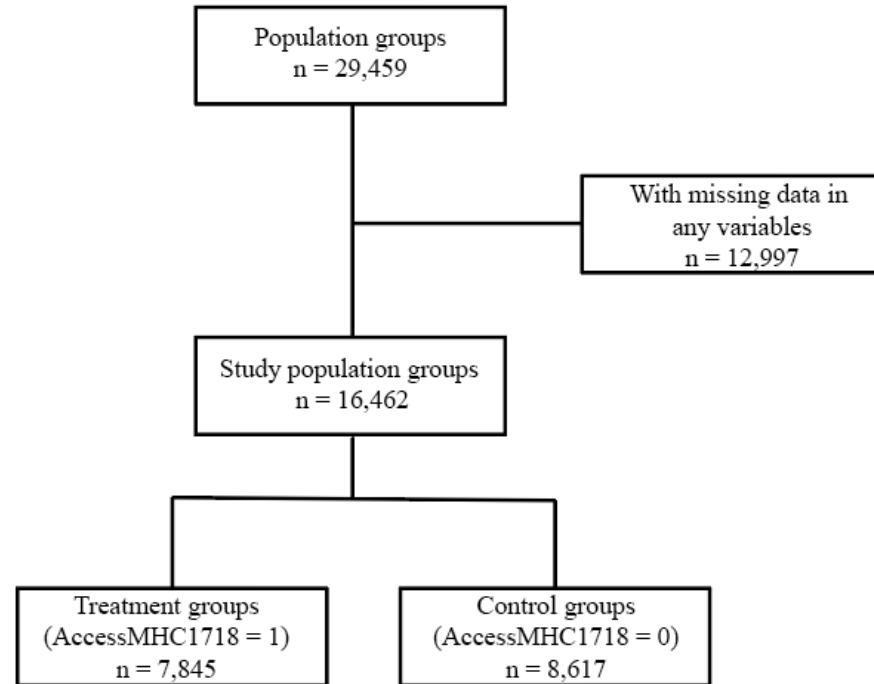 Population groups
n = 29,459
With missing data in
any variables
n = 12,997
Study population groups
n = 16,462
Treatment groups
(AccessMHC1718 = 1)
n = 7,845
Control groups
(AccessMHC1718 = 0)
n = 8,617